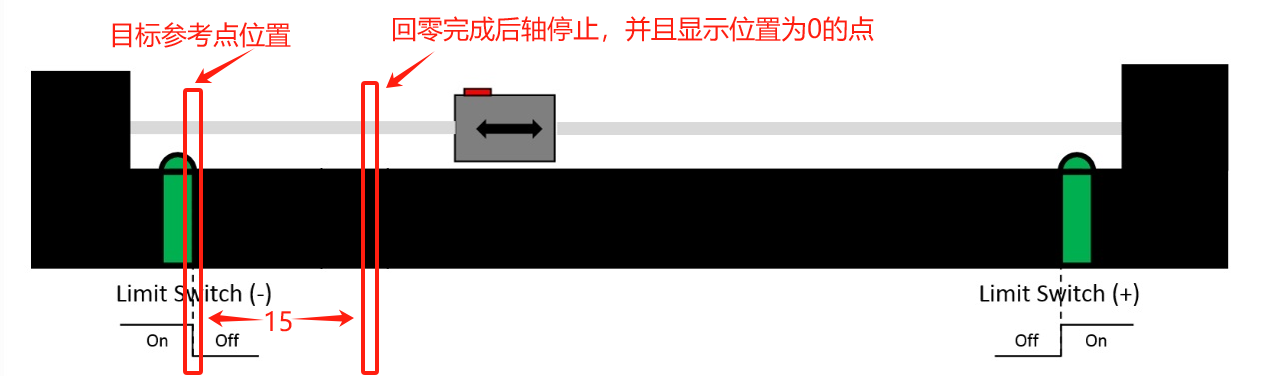 目标参考点位置
回零完成后轴停止，并且显示位置为0的点
Limit Switch (-)
Limit Switch (+)
15
On
Off
Off
On